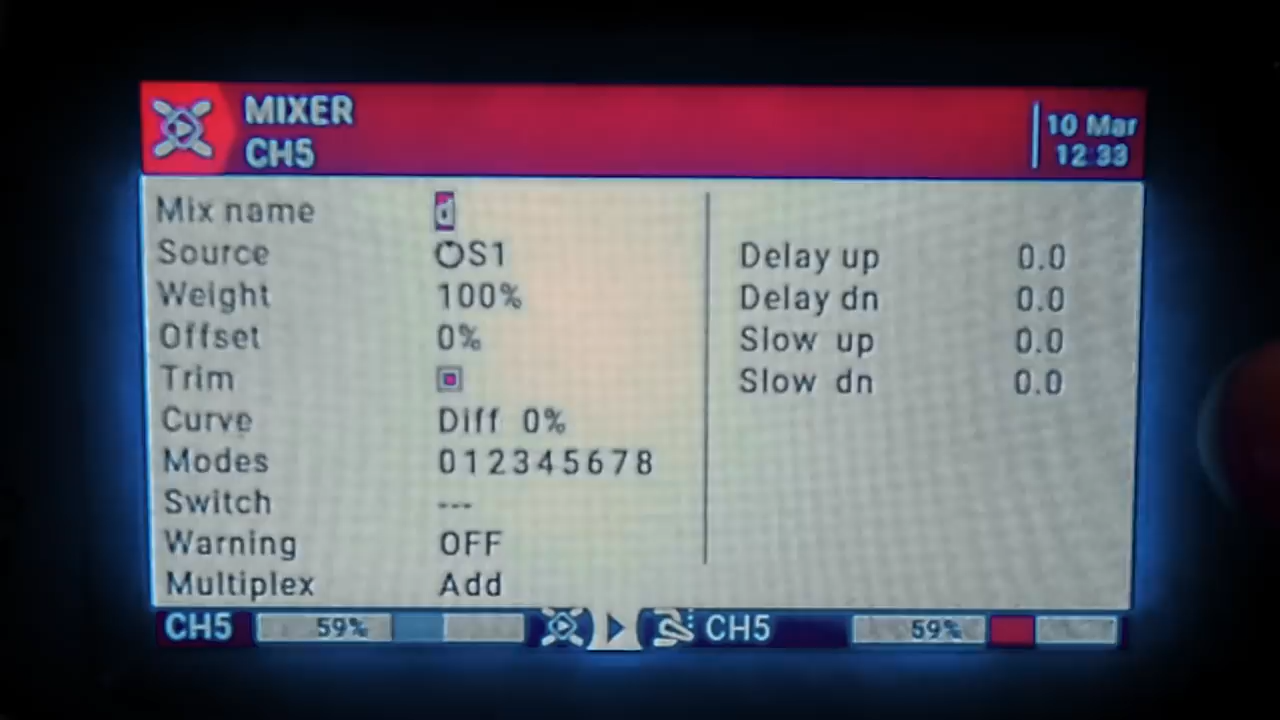 MIXER
CH5
10 Mar
12:33
Mix name d
Source S1
Weight 100%
Offset 0%
Trim
Curve Diff 0%
Modes 012345678
Switch ---
Warning OFF
Multiplex Add
Delay up 0.0
Delay dn 0.0
Slow up 0.0
Slow dn 0.0
CH5 59% CH5 59%